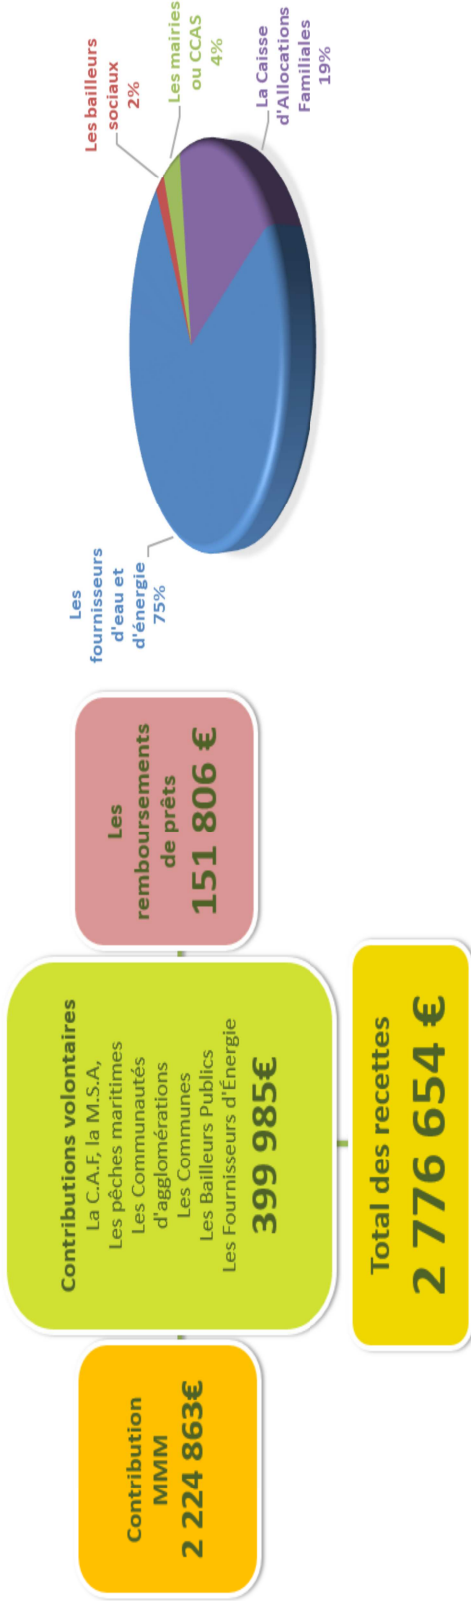 Contribution
MMM
2 224 863€
Contributions volontaires
La C.A.F, la M.S.A,
Les pêches maritimes
Les Communautés
d'agglomérations
Les Communes
Les Bailleurs Publics
Les Fournisseurs d'Énergie
399 985€
Les
remboursements
de prêts
151 806 €
Total des recettes
2 776 654 €
Les
fournisseurs
d'eau et
d'énergie
75%
Les bailleurs
sociaux
2%
Les mairies
ou CCAS
4%
La Caisse
d'Allocations
Familiales
19%